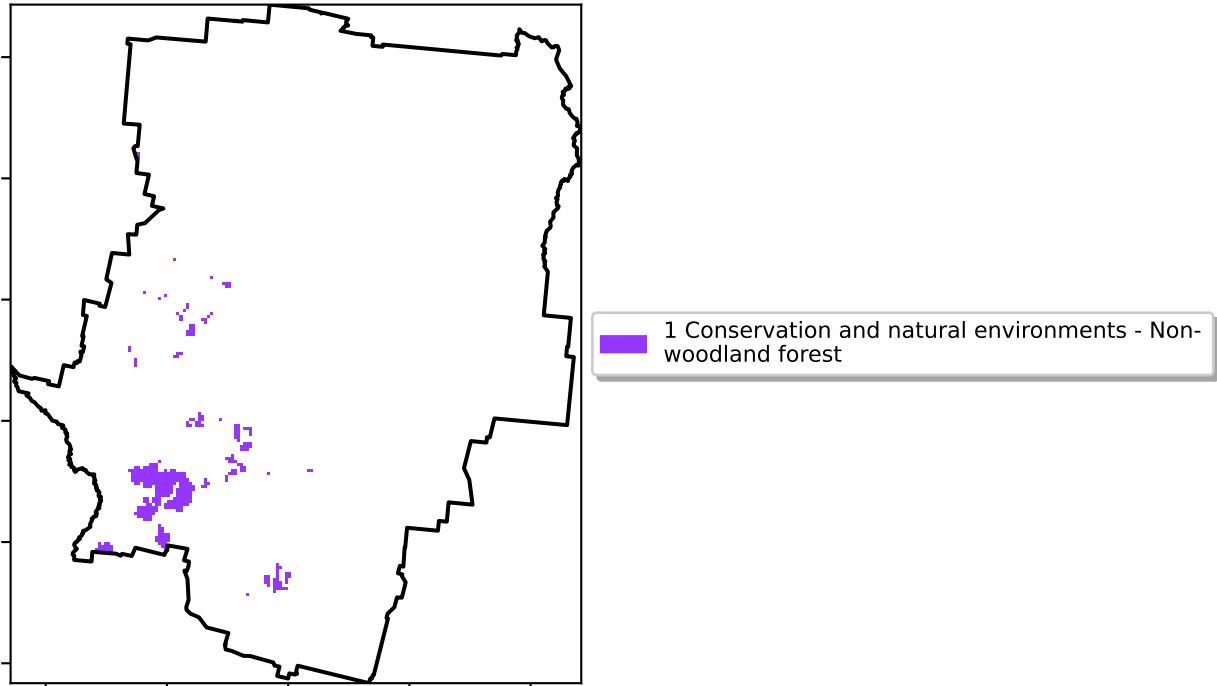 1 Conservation and natural environments - Non-
woodland forest